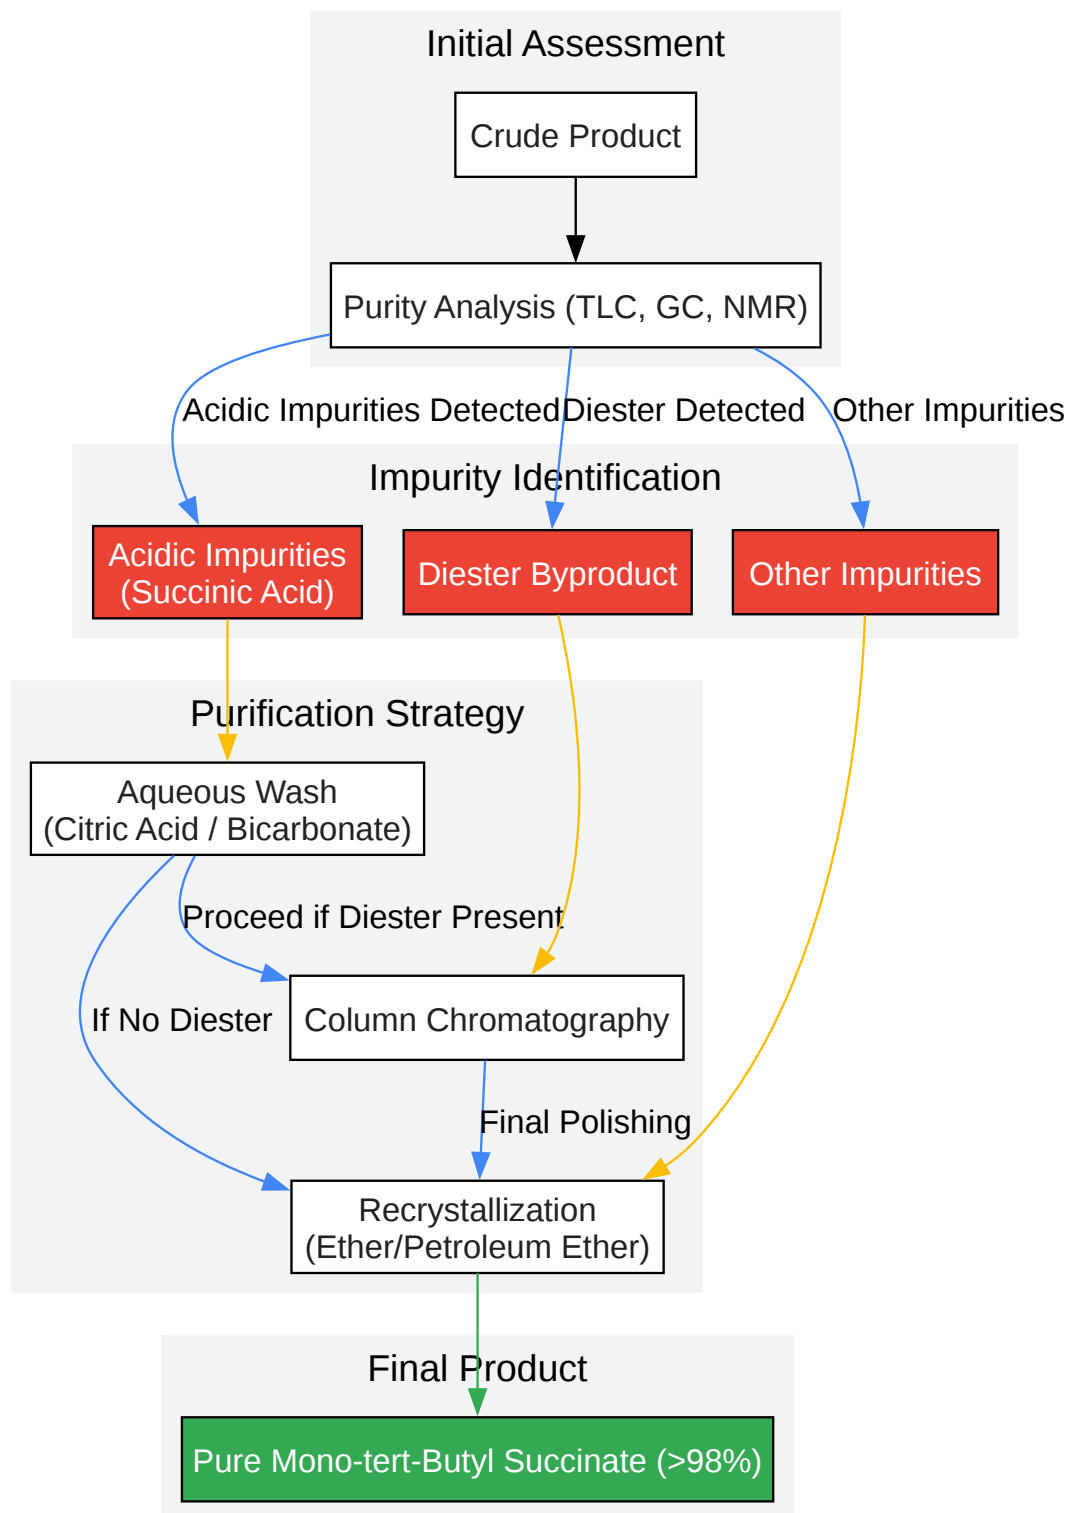 Initial Assessment
Crude Product
Purity Analysis (TLC, GC, NMR)
Acidic Impurities Detected
Diester Detected
Other Impurities
Impurity Identification
Acidic Impurities
(Succinic Acid)
Diester Byproduct
Other Impurities
Purification Strategy
Aqueous Wash
(Citric Acid / Bicarbonate)
Proceed if Diester Present
If No Diester
Column Chromatography
Final Polishing
Recrystallization
(Ether/Petroleum Ether)
Final Product
Pure Mono-tert-Butyl Succinate (>98%)